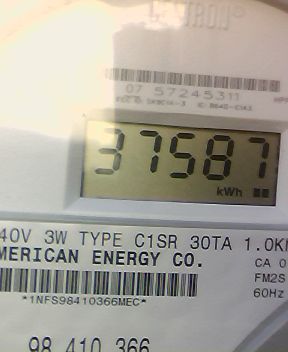 ITRON®
07 57245311
37587
kWh
40V 3W TYPE C1SR 30TA 1.0K
MERICAN ENERGY CO.
CA 0
FM2S
60Hz
*1NFS98410366MEC*
98 410 366